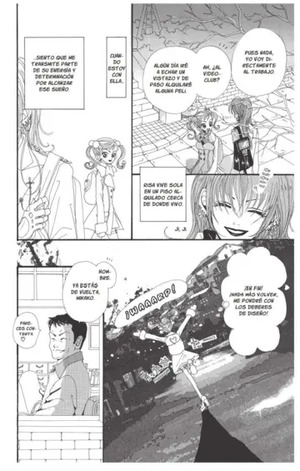 PUES NADA,
YO VOY DI-
RECTAMENTE
AL TRABAJO
AH, ¿AL
VIDEO-
CLUB?
ALGÚN DÍA IRÉ
A ECHAR UN
VISTAZO Y DE
PASO ALQUILARÉ
ALGUNA PELI.
CUAN-
DO
ESTOY
CON
ELLA,
...SIENTO QUE ME
TRANSMITE PARTE
DE SU ENERGÍA Y
DETERMINACIÓN
POR ALCANZAR
ESE SUEÑO.
RISA VIVE SOLA
EN UN PISO AL-
QUILADO CERCA
DE DONDE VIVO.
JI, JI.
¡EN FIN!
¡NADA MÁS VOLVER,
ME PONDRÉ CON
LOS DEBERES
DE DISEÑO!
¡WAAAAPO!
HOM-
BRE.
YA ESTÁS
DE VUELTA,
MIKAKO.
PARE-
CES CON-
TENTA